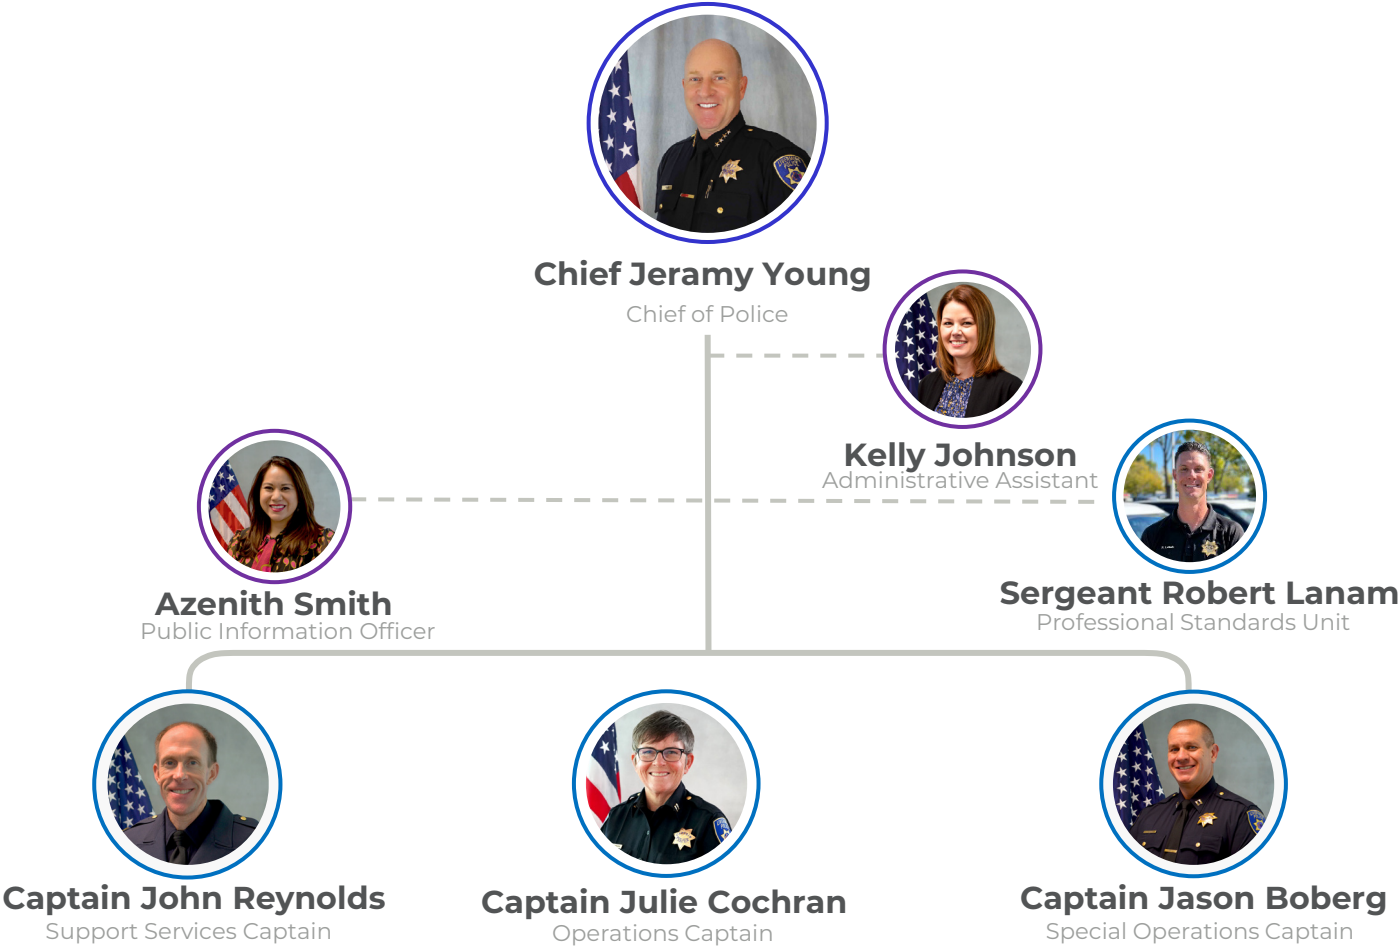 Chief Jeramy Young
Chief of Police
Kelly Johnson
Administrative Assistant
Sergeant Robert Lanam
Professional Standards Unit
Azenith Smith
Public Information Officer
Captain John Reynolds
Support Services Captain
Captain Julie Cochran
Operations Captain
Captain Jason Boberg
Special Operations Captain